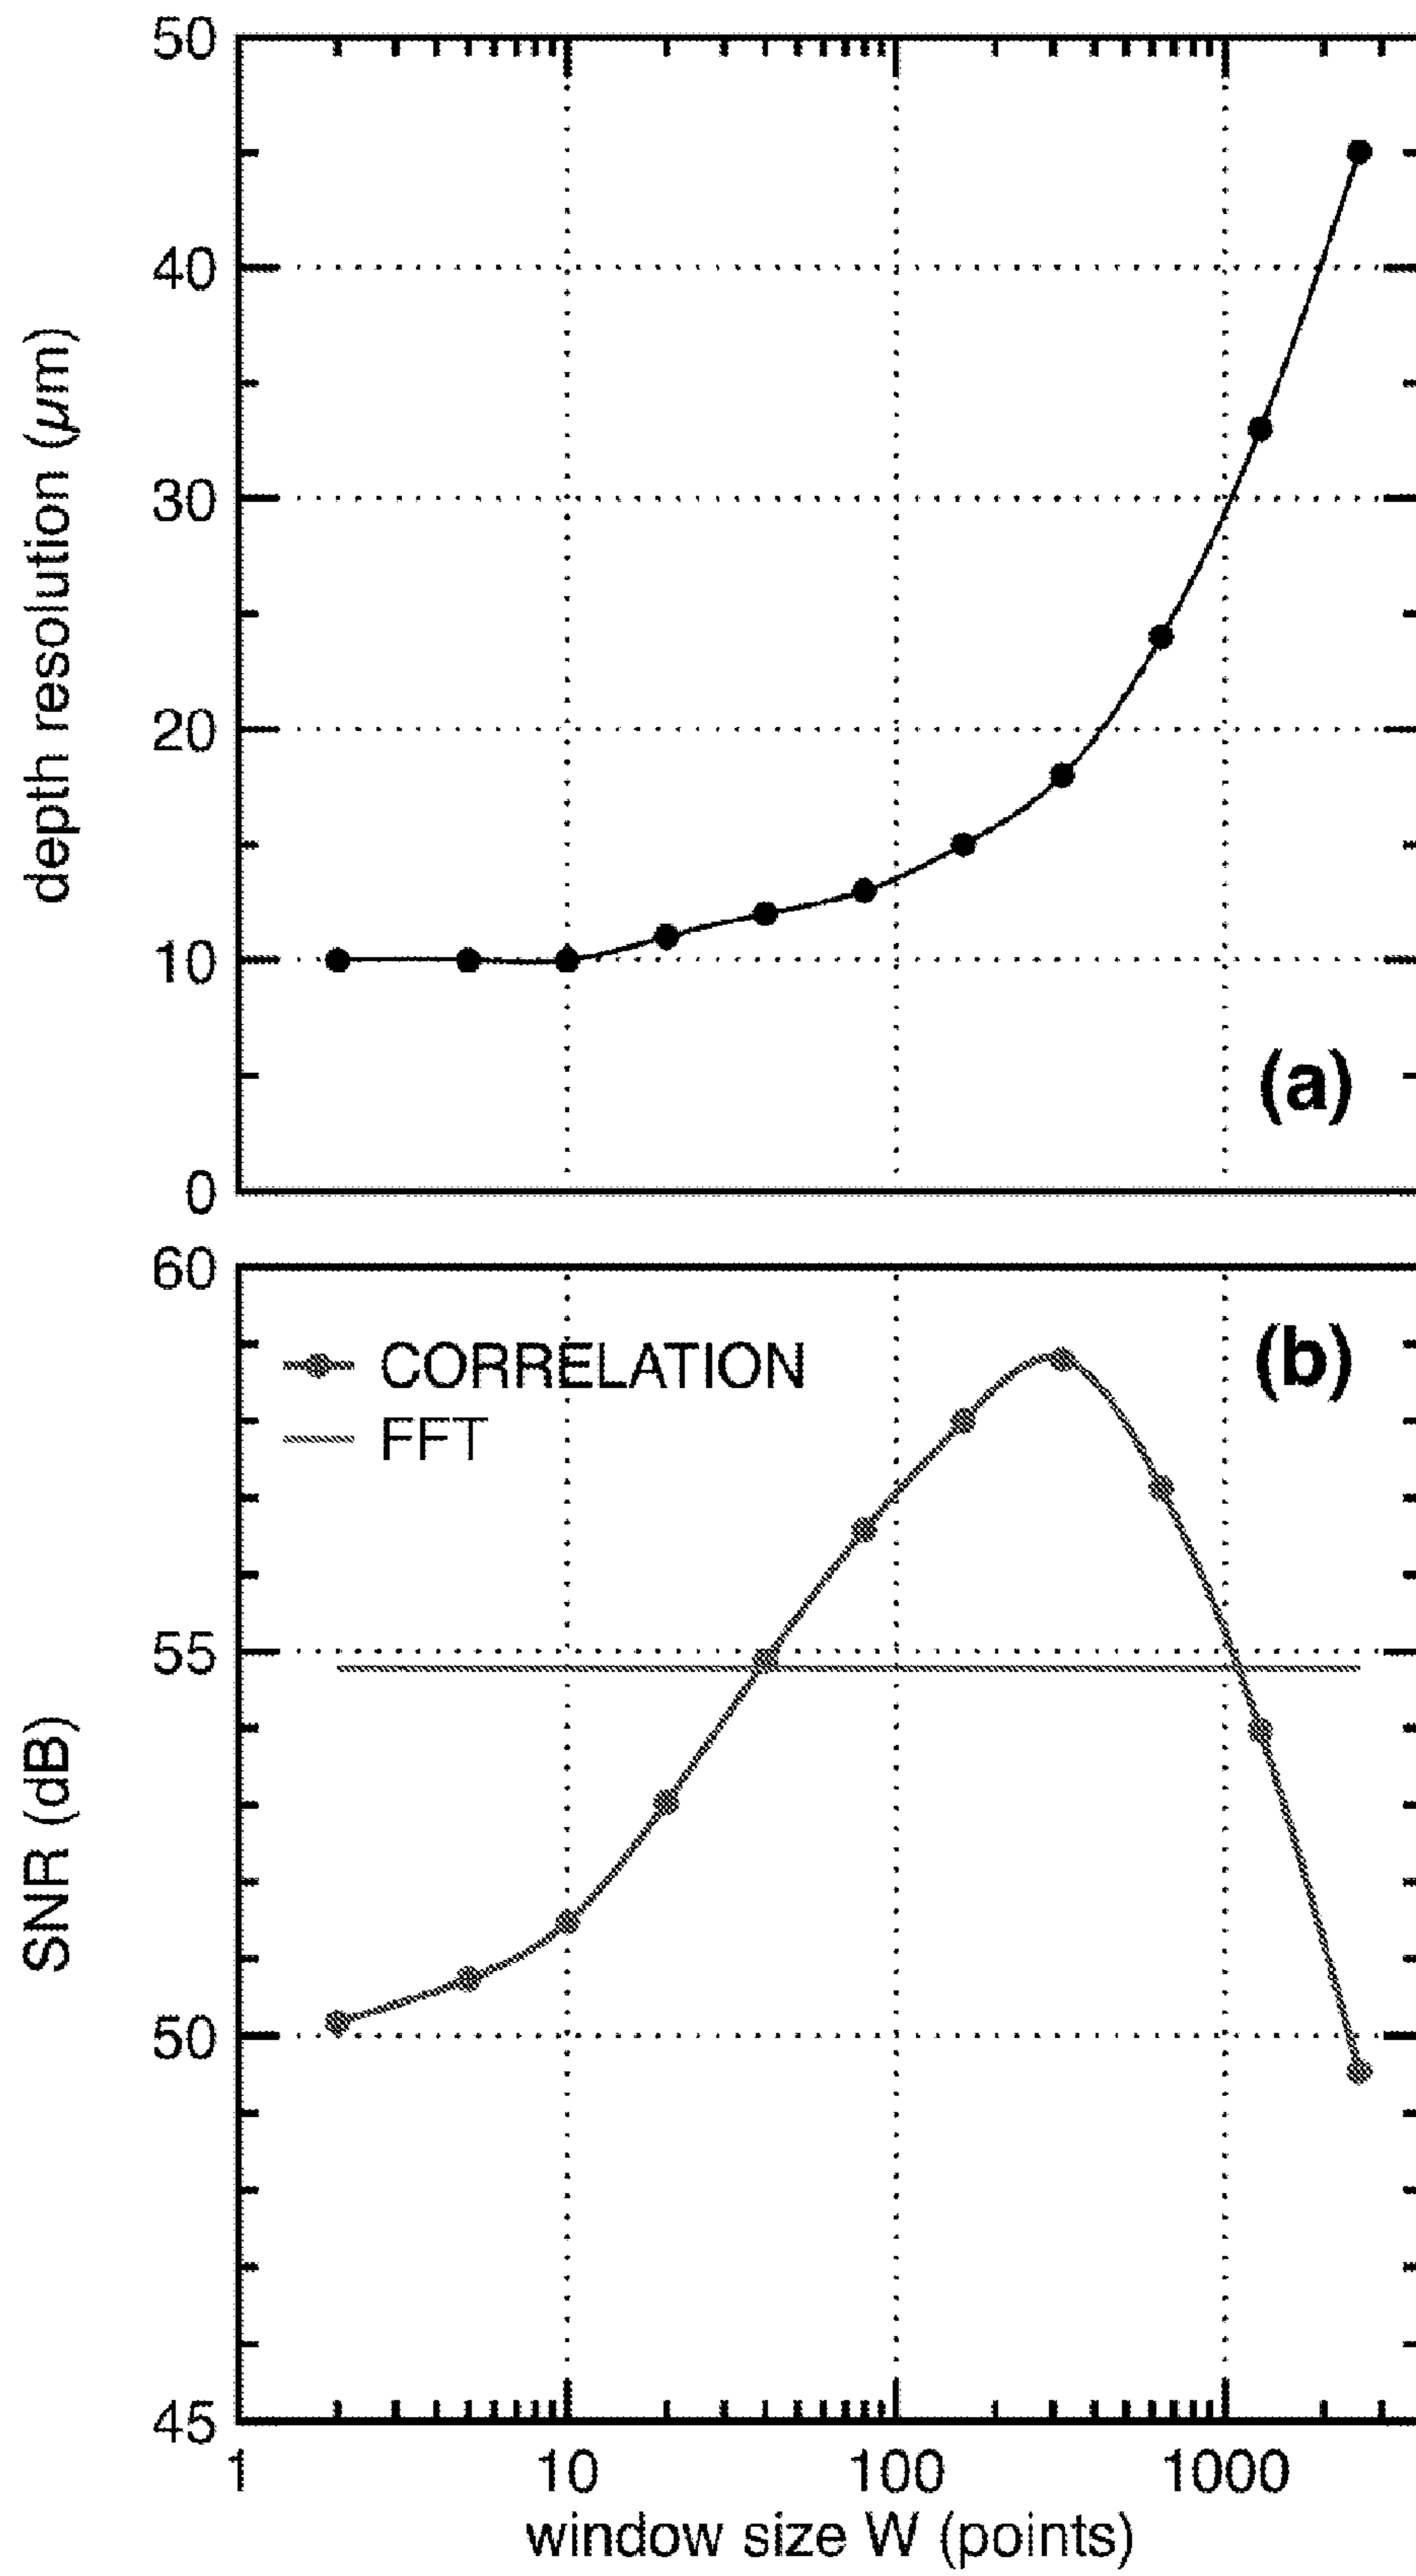 50
40
30
20
10
0
depth resolution (μm)
(a)
60
55
50
45
SNR (dB)
CORRELATION
FFT
(b)
1 10 100 1000
window size W (points)